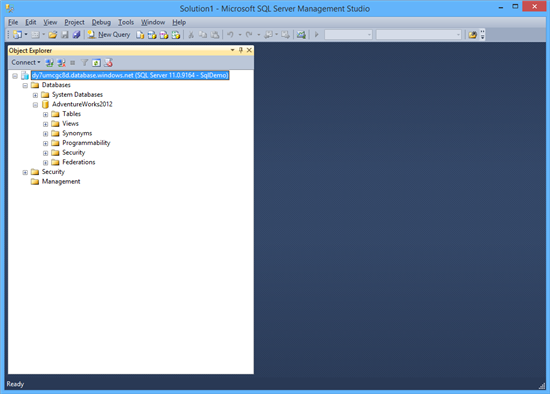 Solution1 - Microsoft SQL Server Management Studio
File Edit View Project Debug Tools Window Help
New Query
Object Explorer
Connect
dy7umcgc8d.database.windows.net (SQL Server 11.0.9164 - SqlDemo)
Databases
System Databases
AdventureWorks2012
Tables
Views
Synonyms
Programmability
Security
Federations
Security
Management
Ready